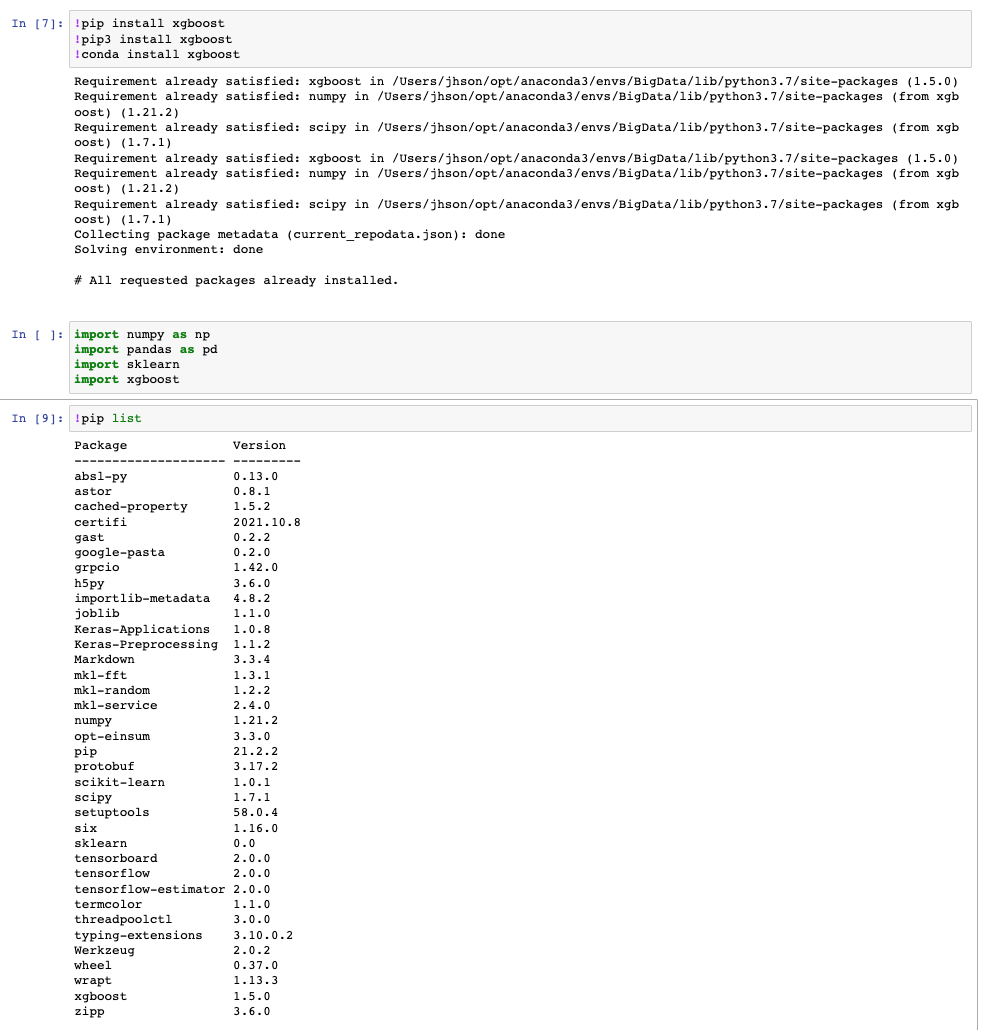 In [7]: !pip install xgboost
!pip3 install xgboost
!conda install xgboost
Requirement already satisfied: xgboost in /Users/jhson/opt/anaconda3/envs/BigData/lib/python3.7/site-packages (1.5.0)
Requirement already satisfied: numpy in /Users/jhson/opt/anaconda3/envs/BigData/lib/python3.7/site-packages (from xgb
oost) (1.21.2)
Requirement already satisfied: scipy in /Users/jhson/opt/anaconda3/envs/BigData/lib/python3.7/site-packages (from xgb
oost) (1.7.1)
Requirement already satisfied: xgboost in /Users/jhson/opt/anaconda3/envs/BigData/lib/python3.7/site-packages (1.5.0)
Requirement already satisfied: numpy in /Users/jhson/opt/anaconda3/envs/BigData/lib/python3.7/site-packages (from xgb
oost) (1.21.2)
Requirement already satisfied: scipy in /Users/jhson/opt/anaconda3/envs/BigData/lib/python3.7/site-packages (from xgb
oost) (1.7.1)
Collecting package metadata (current_repodata.json): done
Solving environment: done
# All requested packages already installed.
In [ ]: import numpy as np
import pandas as pd
import sklearn
import xgboost
In [9]: !pip list
Package Version
-------------------- ---------
absl-py 0.13.0
astor 0.8.1
cached-property 1.5.2
certifi 2021.10.8
gast 0.2.2
google-pasta 0.2.0
grpcio 1.42.0
h5py 3.6.0
importlib-metadata 4.8.2
joblib 1.1.0
Keras-Applications 1.0.8
Keras-Preprocessing 1.1.2
Markdown 3.3.4
mkl-fft 1.3.1
mkl-random 1.2.2
mkl-service 2.4.0
numpy 1.21.2
opt-einsum 3.3.0
pip 21.2.2
protobuf 3.17.2
scikit-learn 1.0.1
scipy 1.7.1
setuptools 58.0.4
six 1.16.0
sklearn 0.0
tensorboard 2.0.0
tensorflow 2.0.0
tensorflow-estimator 2.0.0
termcolor 1.1.0
threadpoolctl 3.0.0
typing-extensions 3.10.0.2
Werkzeug 2.0.2
wheel 0.37.0
wrapt 1.13.3
xgboost 1.5.0
zipp 3.6.0